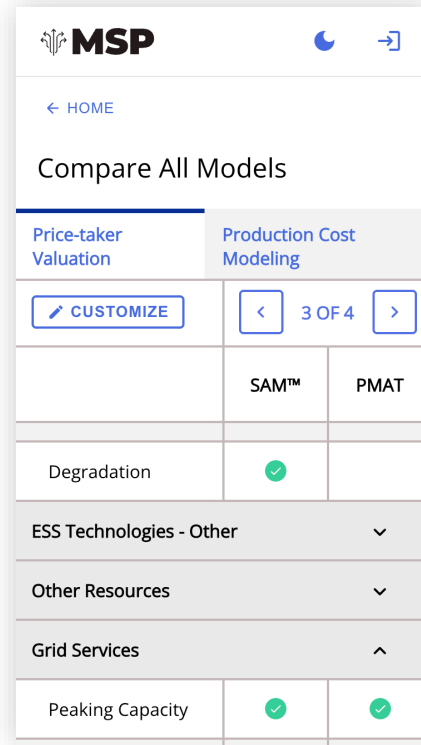 MSP
← HOME
Compare All Models
Price-taker Valuation
Production Cost Modeling
CUSTOMIZE
3 OF 4
SAM™ PMAT
Degradation
ESS Technologies - Other
Other Resources
Grid Services
Peaking Capacity